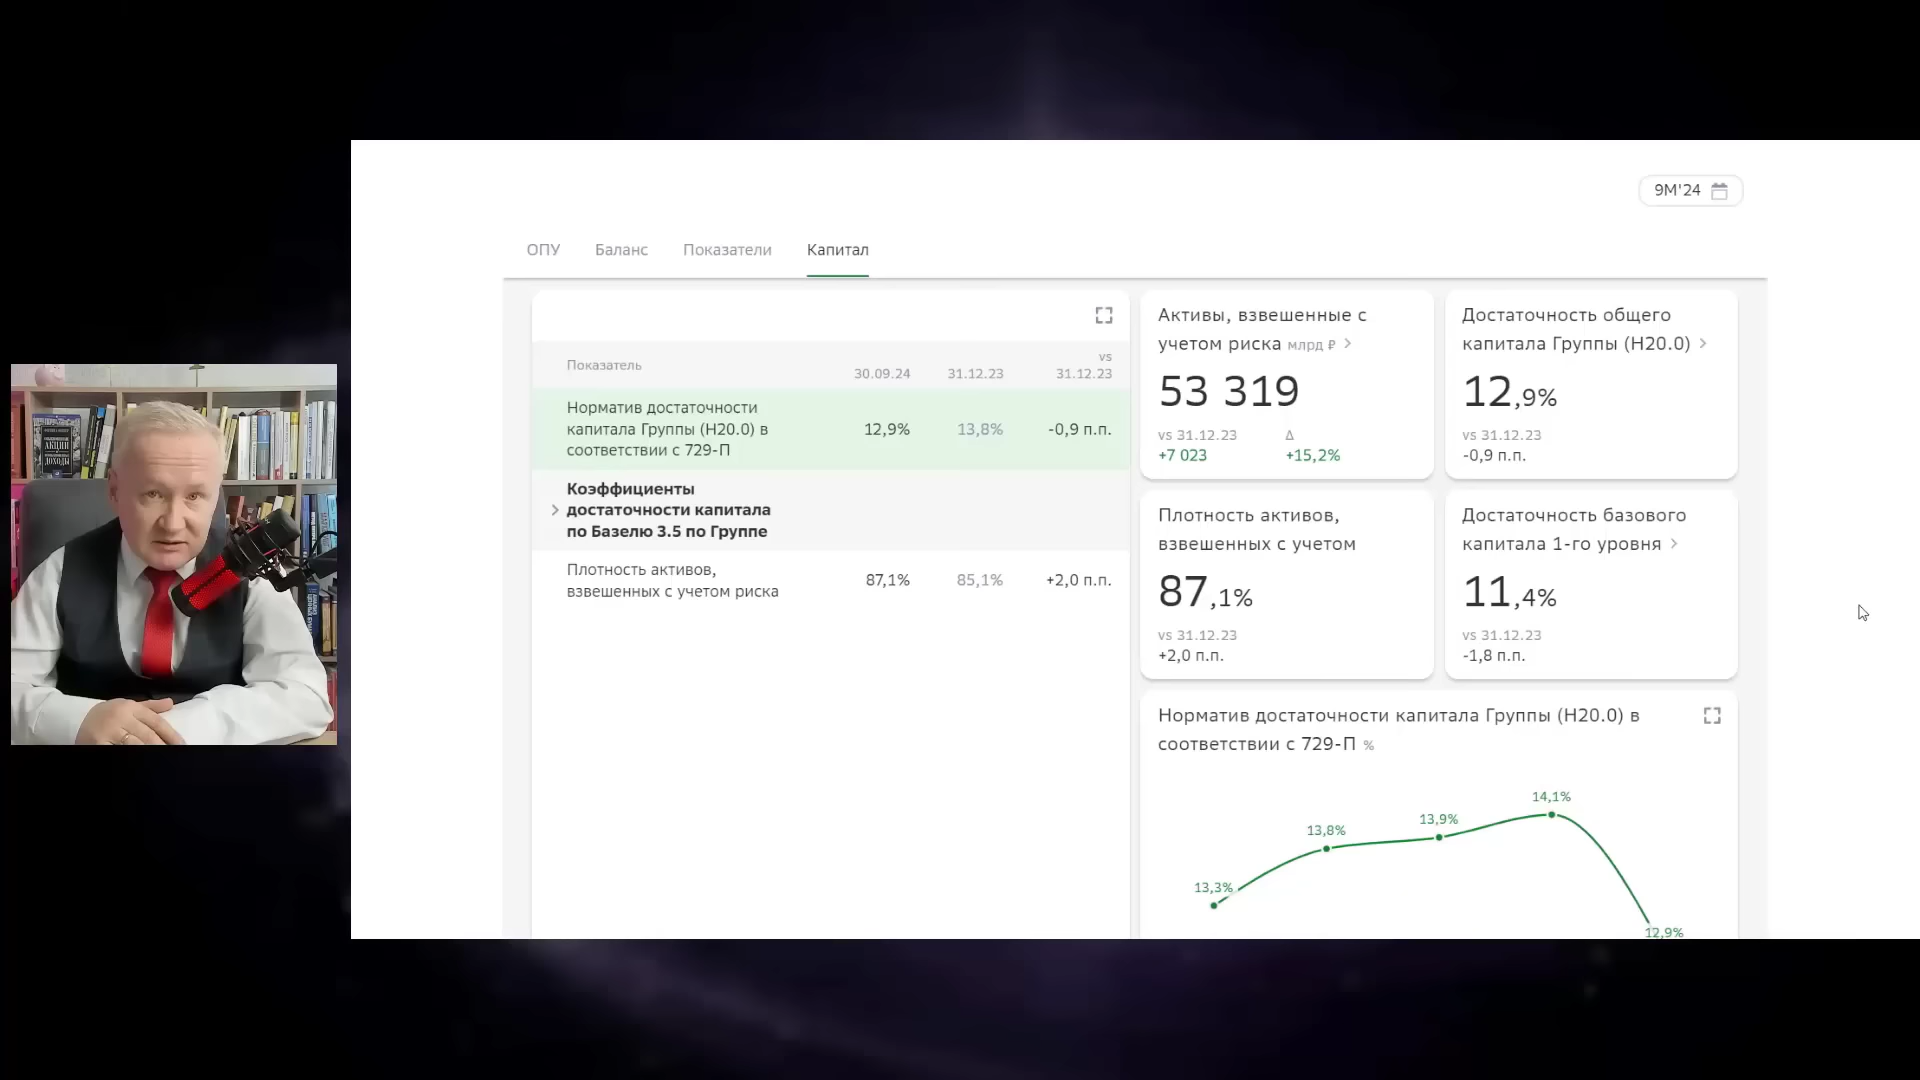 9М'24
ОПУ
Баланс
Показатели
Капитал
Показатель
30.09.24
31.12.23
vs
31.12.23
Норматив достаточности
капитала Группы (Н20.0) в
соответствии с 729-П
12,9%
13,8%
-0,9 п.п.
Коэффициенты
достаточности капитала
по Базелю 3.5 по Группе
Плотность активов,
взвешенных с учетом риска
87,1%
85,1%
+2,0 п.п.
Активы, взвешенные с
учетом риска млрд ₽
53 319
vs 31.12.23
Δ
+7 023
+15,2%
Достаточность общего
капитала Группы (Н20.0)
12,9%
vs 31.12.23
-0,9 п.п.
Плотность активов,
взвешенных с учетом
87,1%
vs 31.12.23
+2,0 п.п.
Достаточность базового
капитала 1-го уровня
11,4%
vs 31.12.23
-1,8 п.п.
Норматив достаточности капитала Группы (Н20.0) в
соответствии с 729-П %
13,3%
13,8%
13,9%
14,1%
12,9%